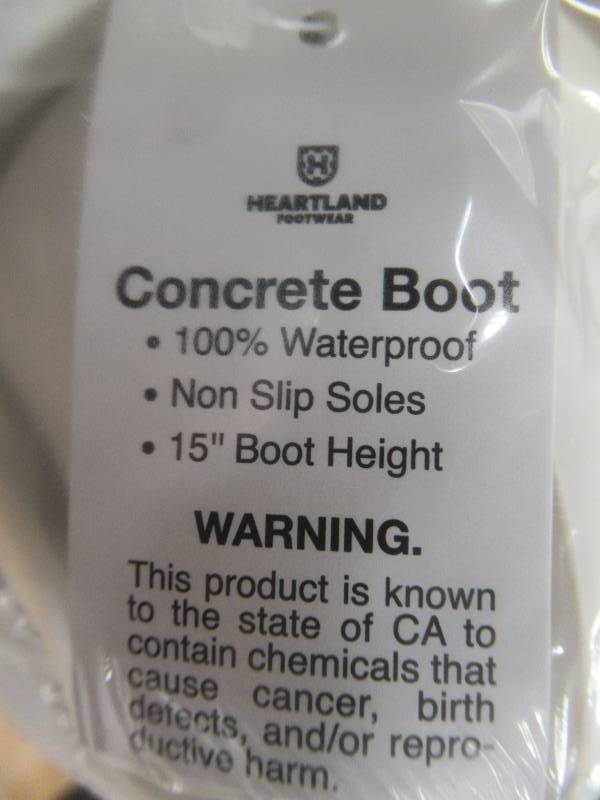 HEARTLAND
FOOTWEAR
Concrete Boot
• 100% Waterproof
• Non Slip Soles
• 15" Boot Height
WARNING.
This product is known
to the state of CA to
contain chemicals that
cause cancer, birth
defects, and/or repro-
ductive harm.